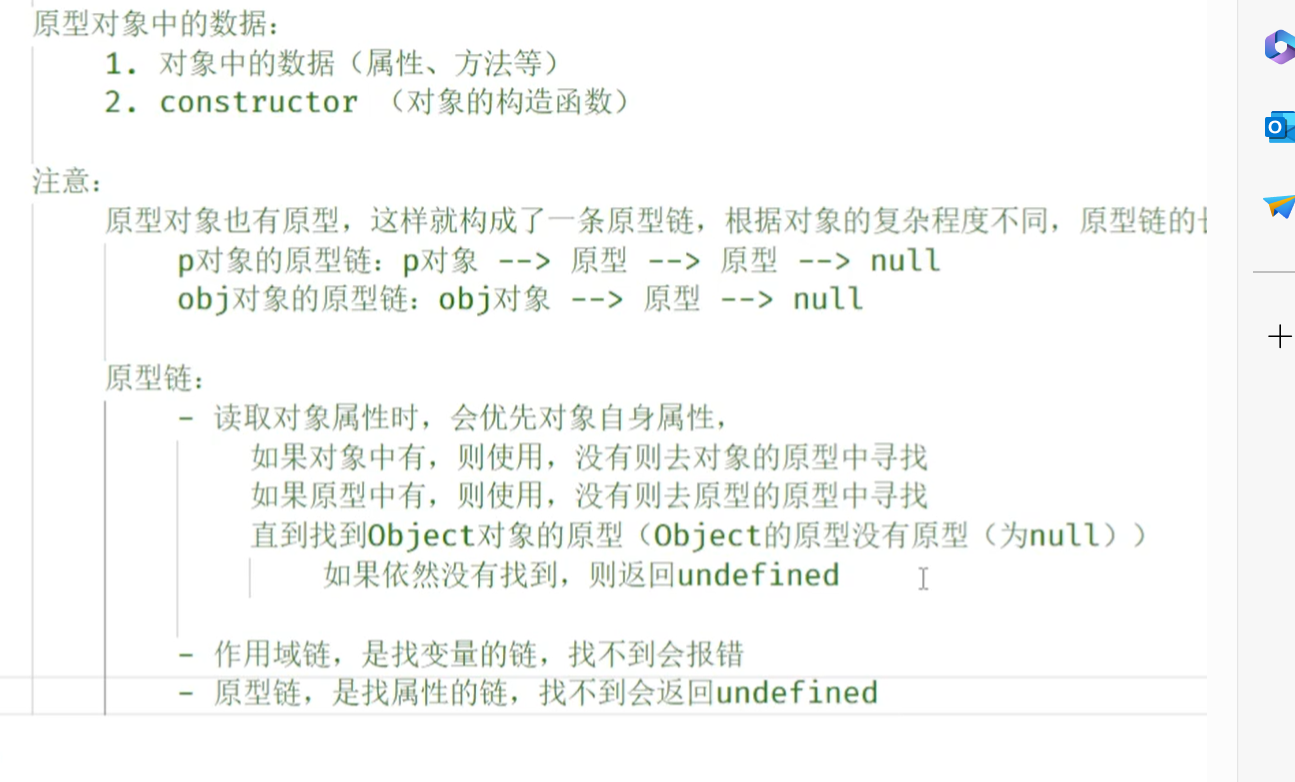 原型对象中的数据:
1. 对象中的数据（属性、方法等）
2. constructor （对象的构造函数）
注意:
原型对象也有原型，这样就构成了一条原型链，根据对象的复杂程度不同，原型链的
p对象的原型链: p对象 --> 原型 --> 原型 --> null
obj对象的原型链: obj对象 --> 原型 --> null
原型链:
- 读取对象属性时，会优先对象自身属性，
如果对象中有，则使用，没有则去对象的原型中寻找
如果原型中有，则使用，没有则去原型的原型中寻找
直到找到Object对象的原型（Object的原型没有原型（为null））
如果依然没有找到，则返回undefined
- 作用域链，是找变量的链，找不到会报错
- 原型链，是找属性的链，找不到会返回undefined